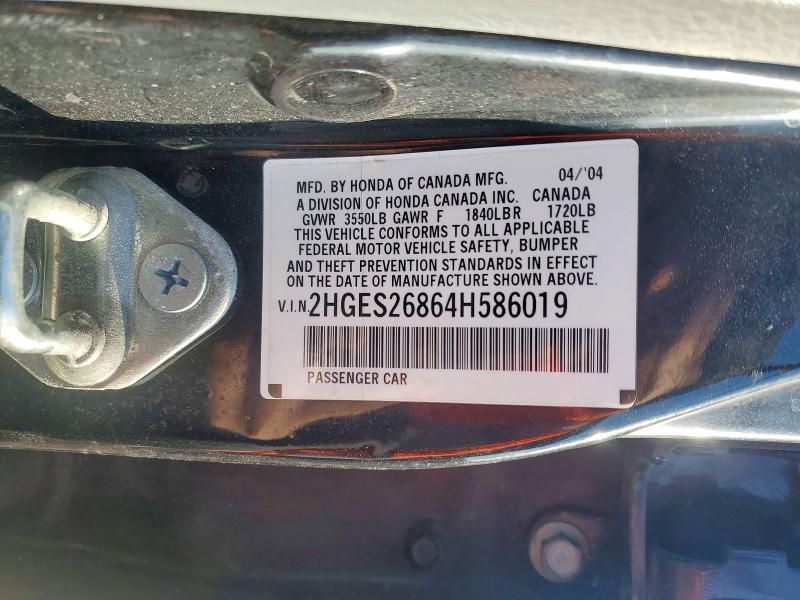 MFD. BY HONDA OF CANADA MFG. 04/'04
A DIVISION OF HONDA CANADA INC. CANADA
GVWR 3550LB GAWR F 1840LBR 1720LB
THIS VEHICLE CONFORMS TO ALL APPLICABLE
FEDERAL MOTOR VEHICLE SAFETY, BUMPER
AND THEFT PREVENTION STANDARDS IN EFFECT
ON THE DATE OF MANUFACTURE SHOWN ABOVE.
V.I.N. 2HGES26864H586019
PASSENGER CAR